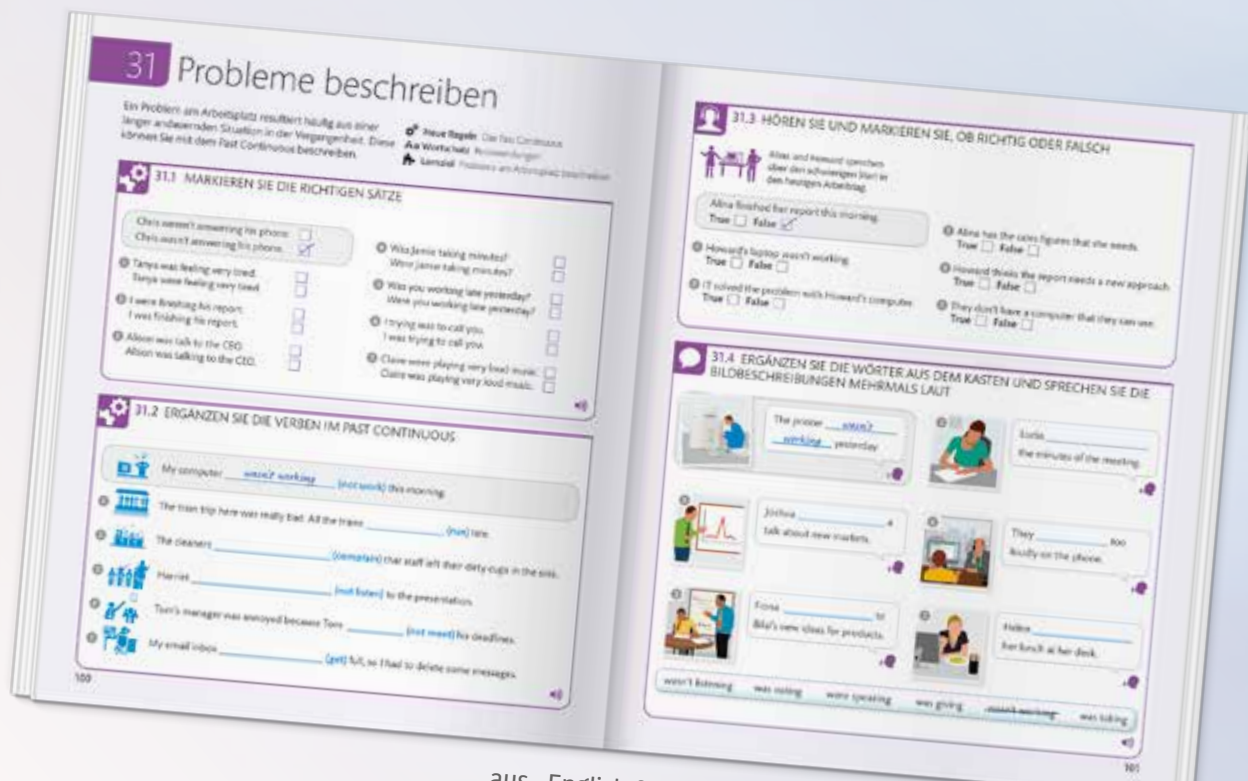 31 Probleme beschreiben
Ein Problem am Arbeitsplatz resultiert häufig aus einer
länger andauernden Situation in der Vergangenheit. Diese
können Sie mit dem Past Continuous beschreiben.
Neue Regeln Das Past Continuous
Aa Wortschatz Redewendungen
Lernziel Probleme am Arbeitsplatz beschreiben
31.1 MARKIEREN SIE DIE RICHTIGEN SÄTZE
Chris weren't answering his phone.
Chris wasn't answering his phone.
Tanya was feeling very tired.
Tanya were feeling very tired.
I were finishing his report.
I was finishing his report.
Alison was talk to the CEO.
Alison was talking to the CEO.
Was Jamie taking minutes?
Were Jamie taking minutes?
Was you working late yesterday?
Were you working late yesterday?
I trying was to call you.
I was trying to call you.
Claire were playing very loud music.
Claire was playing very loud music.
31.2 ERGÄNZEN SIE DIE VERBEN IM PAST CONTINUOUS
My computer wasn't working (not work) this morning.
The train trip here was really bad. All the trains (run) late.
The cleaners (complain) that staff left their dirty cups in the sink.
Harriet (not listen) to the presentation.
Tom's manager was annoyed because Tom (not meet) his deadlines.
My email inbox (get) full, so I had to delete some messages.
100
31.3 HÖREN SIE UND MARKIEREN SIE, OB RICHTIG ODER FALSCH
Alina and Howard sprechen
über den schwierigen Start in
den heutigen Arbeitstag.
Alina finished her report this morning.
True False
Howard's laptop wasn't working.
True False
IT solved the problem with Howard's computer.
True False
Alina has the sales figures that she needs.
True False
Howard thinks the report needs a new approach.
True False
They don't have a computer that they can use.
True False
31.4 ERGÄNZEN SIE DIE WÖRTER AUS DEM KASTEN UND SPRECHEN SIE DIE
BILDBESCHREIBUNGEN MEHRMALS LAUT
The printer wasn't
working yesterday.
Lucia
the minutes of the meeting.
Joshua a
talk about new markets.
They too
loudly on the phone.
Fiona to
Bilal's new ideas for products.
Helen
her lunch at her desk.
wasn't listening was eating were speaking was giving wasn't working was taking
101
aus